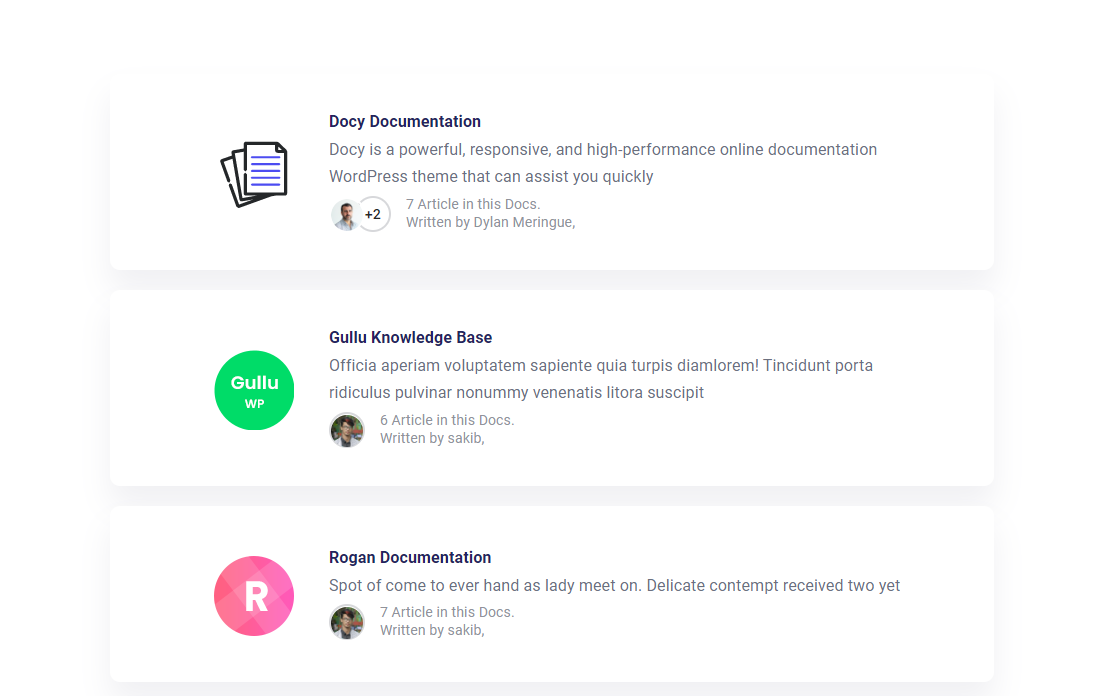 Docy Documentation
Docy is a powerful, responsive, and high-performance online documentation
WordPress theme that can assist you quickly
+2
7 Article in this Docs.
Written by Dylan Meringue,
Gullu
WP
Gullu Knowledge Base
Officia aperiam voluptatem sapiente quia turpis diamlorem! Tincidunt porta
ridiculus pulvinar nonummy venenatis litora suscipit
6 Article in this Docs.
Written by sakib,
R
Rogan Documentation
Spot of come to ever hand as lady meet on. Delicate contempt received two yet
7 Article in this Docs.
Written by sakib,